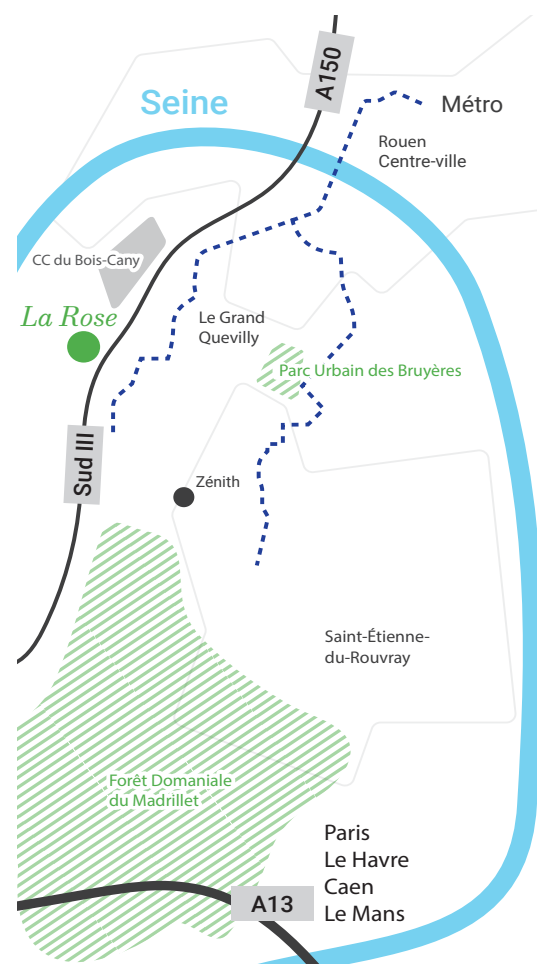 A150
Seine
Métro
Rouen
Centre-ville
CC du Bois-Cany
La Rose
Le Grand
Quevilly
Parc Urbain des Bruyères
Sud III
Zénith
Saint-Étienne-
du-Rouvray
Forêt Domaniale
du Madrillet
Paris
Le Havre
Caen
Le Mans
A13